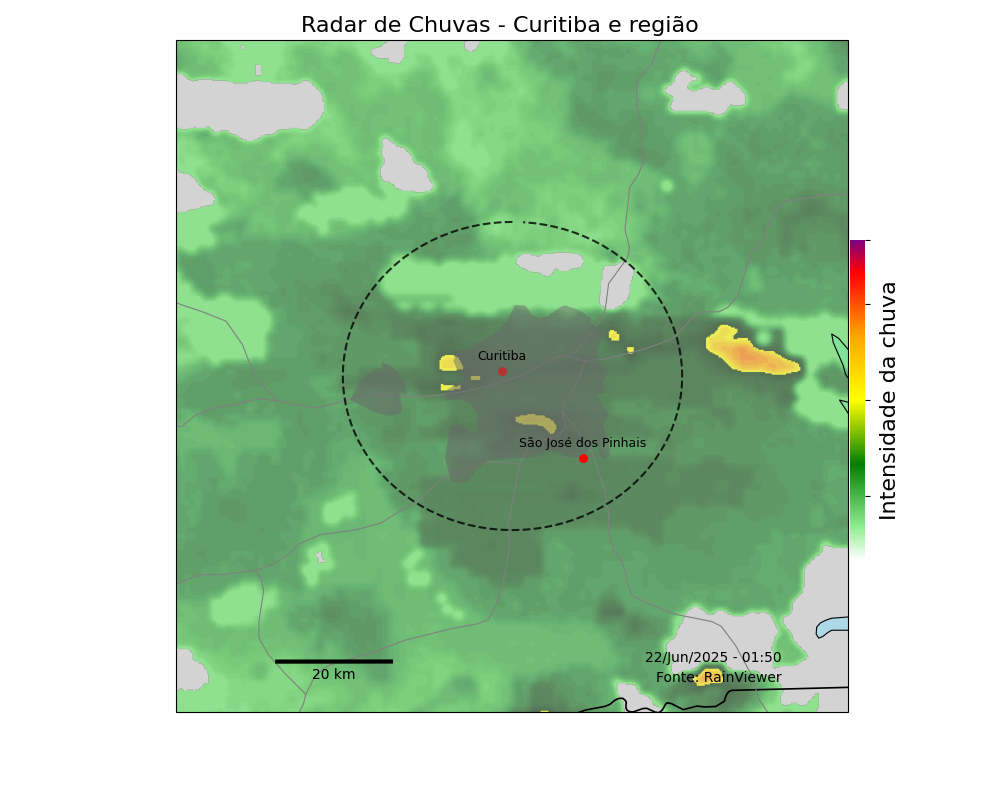 Radar de Chuvas - Curitiba e região
Curitiba
São José dos Pinhais
Intensidade da chuva
22/Jun/2025 - 01:50
Fonte: RainViewer
20 km